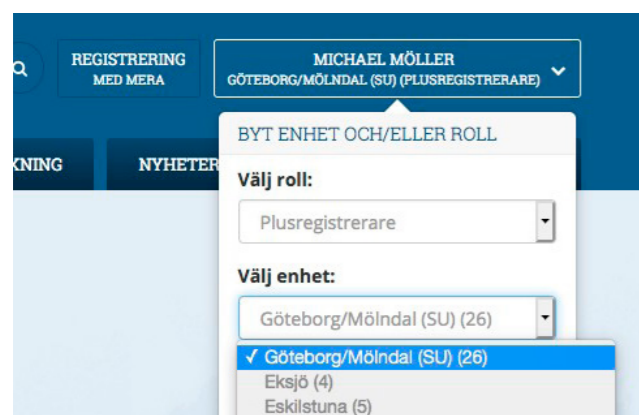 REGISTRERING
MED MERA
MICHAEL MÖLLER
GÖTEBORG/MÖLNDAL (SU) (PLUSREGISTRERARE)
KNING
NYHETER
BYT ENHET OCH/ELLER ROLL
Välj roll:
Plusregistrerare
Välj enhet:
Göteborg/Mölndal (SU) (26)
✓ Göteborg/Mölndal (SU) (26)
Eksjö (4)
Eskilstuna (5)